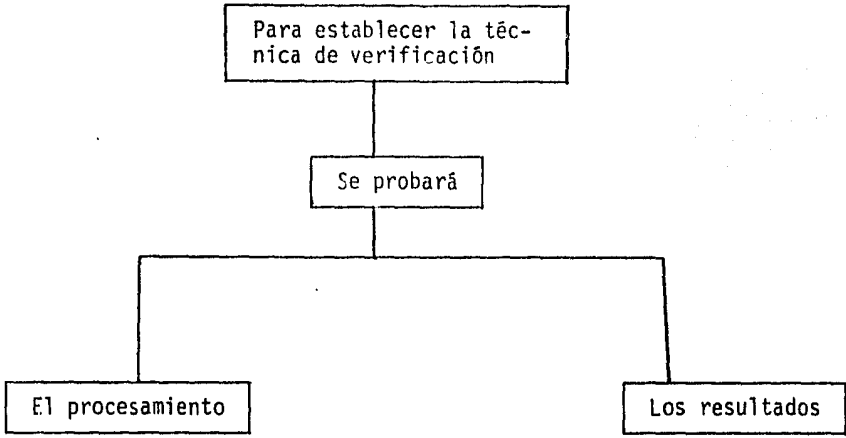 Para establecer la téc-
nica de verificación
Se probará
El procesamiento
Los resultados